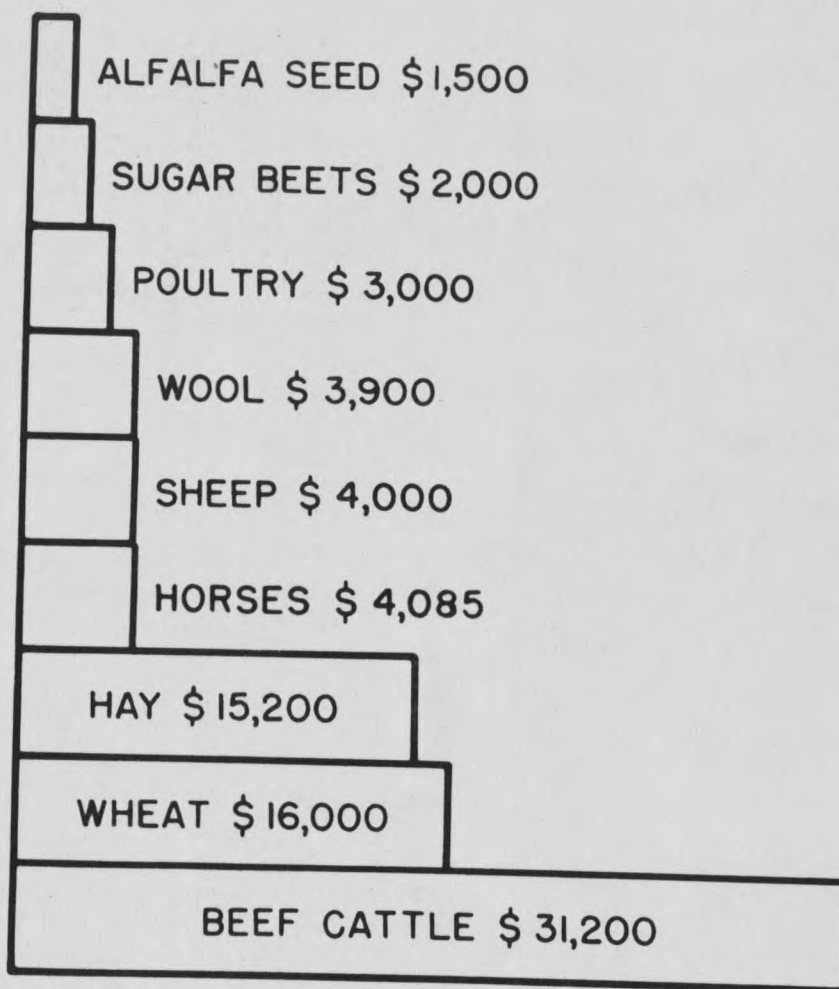 ALFALFA SEED $1,500
SUGAR BEETS $2,000
POULTRY $3,000
WOOL $3,900
SHEEP $4,000
HORSES $4,085
HAY $15,200
WHEAT $16,000
BEEF CATTLE $31,200